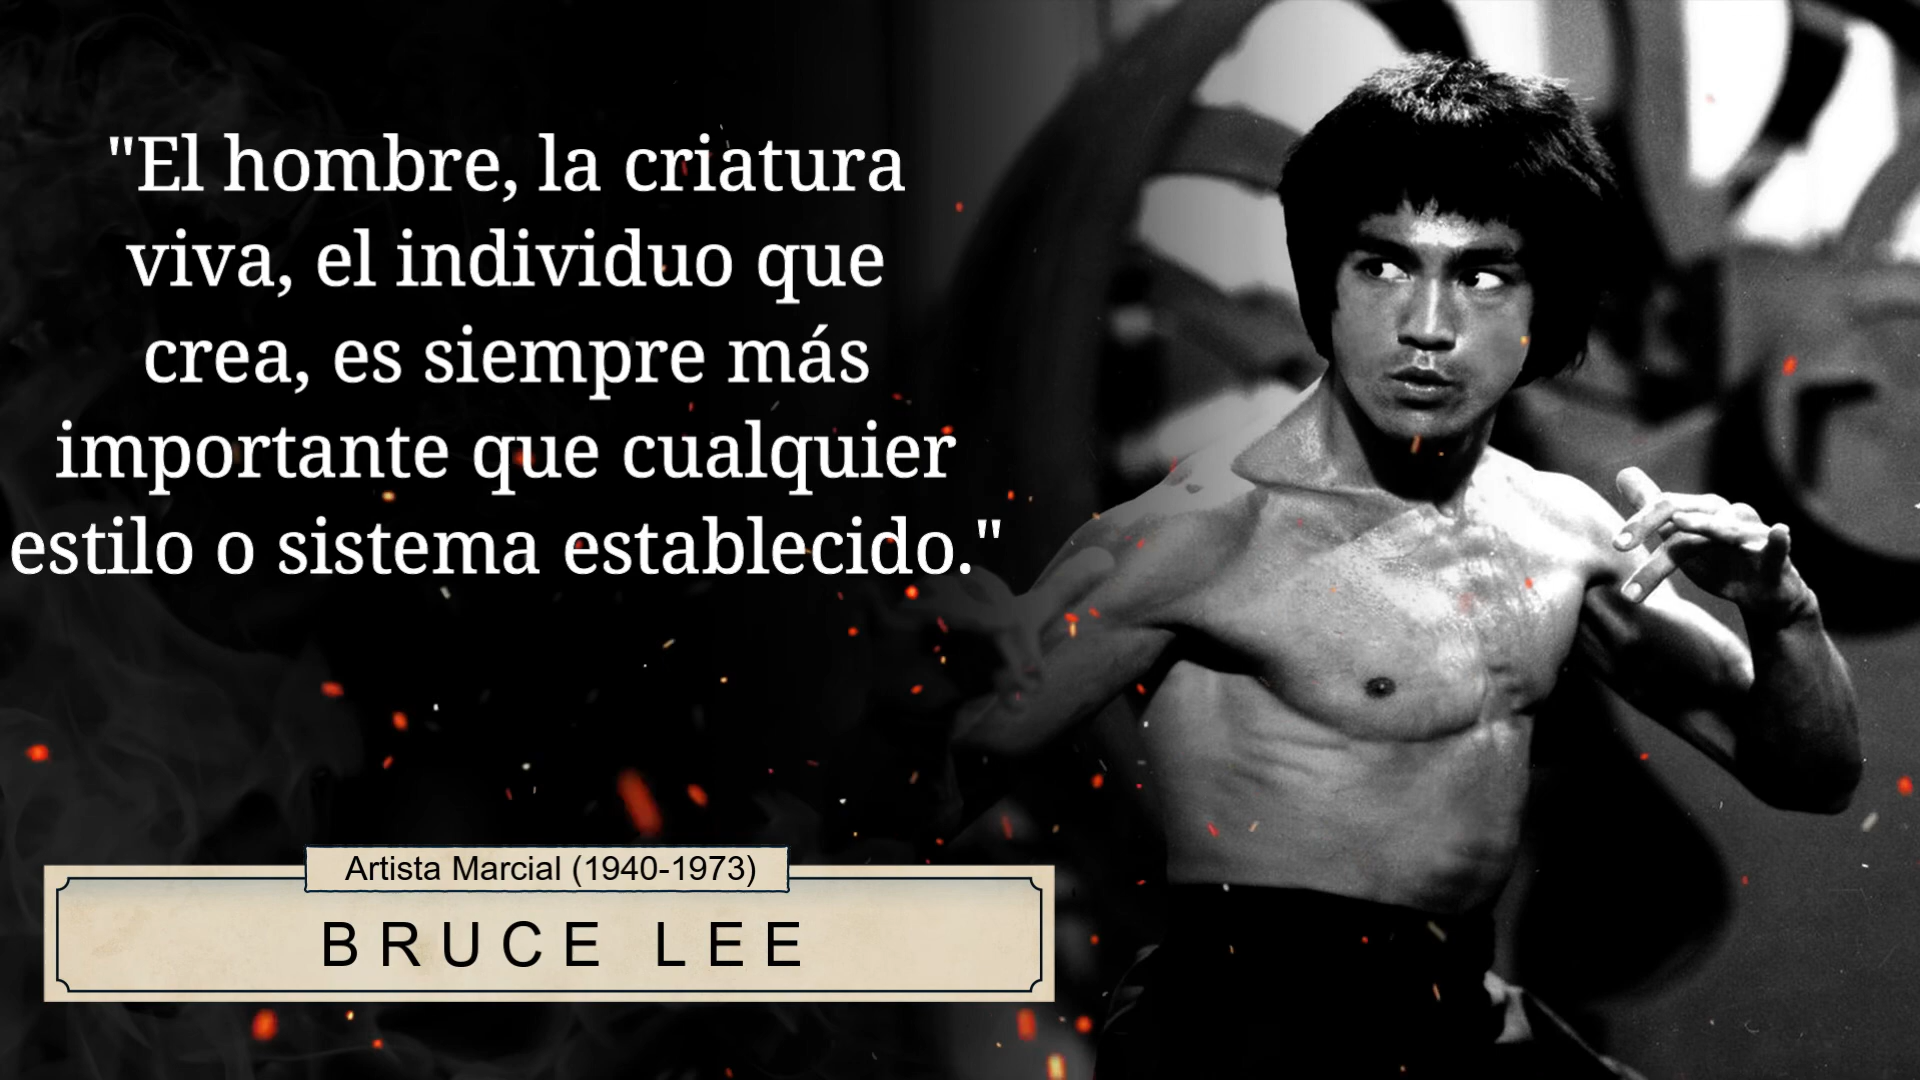 "El hombre, la criatura
viva, el individuo que
crea, es siempre más
importante que cualquier
estilo o sistema establecido."
Artista Marcial (1940-1973)
BRUCE LEE